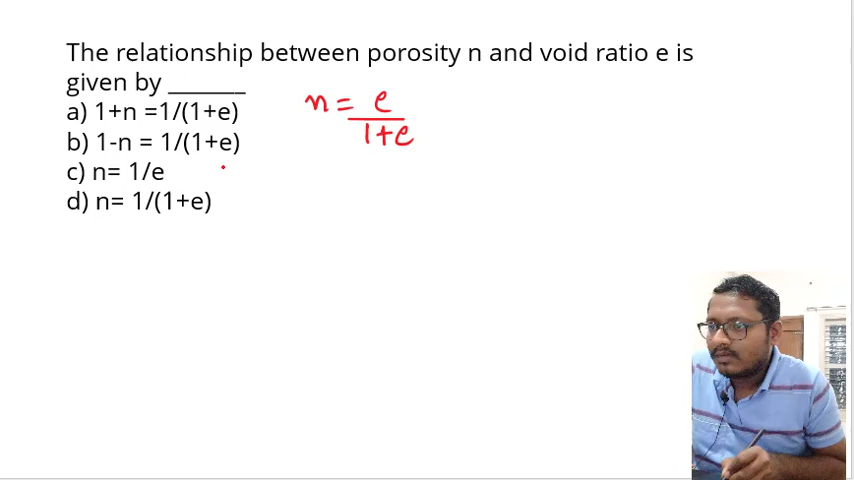 The relationship between porosity n and void ratio e is
given by _______
a) 1+n =1/(1+e)
b) 1-n = 1/(1+e)
c) n= 1/e
d) n= 1/(1+e)
n = e
1+e